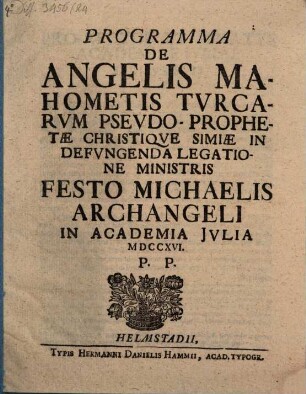 PROGRAMMA
DE
ANGELIS MA-
HOMETIS TVRCA-
RVM PSEVDO-PROPHE-
TÆ CHRISTIQVE SIMIÆ IN
DEFVNGENDA LEGATIO-
NE MINISTRIS
FESTO MICHAELIS
ARCHANGELI
IN ACADEMIA JVLIA
MDCCXVI.
P. P.
HELMSTADII,
TYPIS HERMANNI DANIELIS HAMMII, ACAD. TYPOGR.